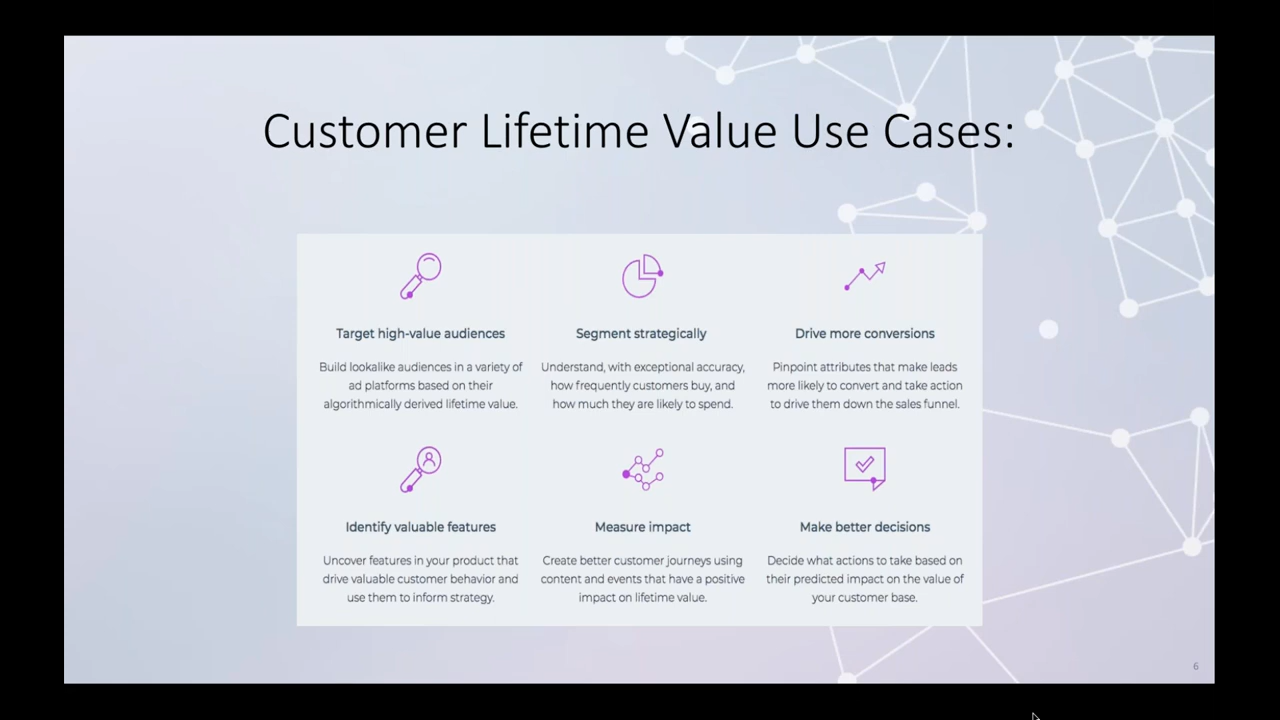 Customer Lifetime Value Use Cases:
Target high-value audiences
Build lookalike audiences in a variety of
ad platforms based on their
algorithmically derived lifetime value.
Segment strategically
Understand, with exceptional accuracy,
how frequently customers buy, and
how much they are likely to spend.
Drive more conversions
Pinpoint attributes that make leads
more likely to convert and take action
to drive them down the sales funnel.
Identify valuable features
Uncover features in your product that
drive valuable customer behavior and
use them to inform strategy.
Measure impact
Create better customer journeys using
content and events that have a positive
impact on lifetime value.
Make better decisions
Decide what actions to take based on
their predicted impact on the value of
your customer base.
6